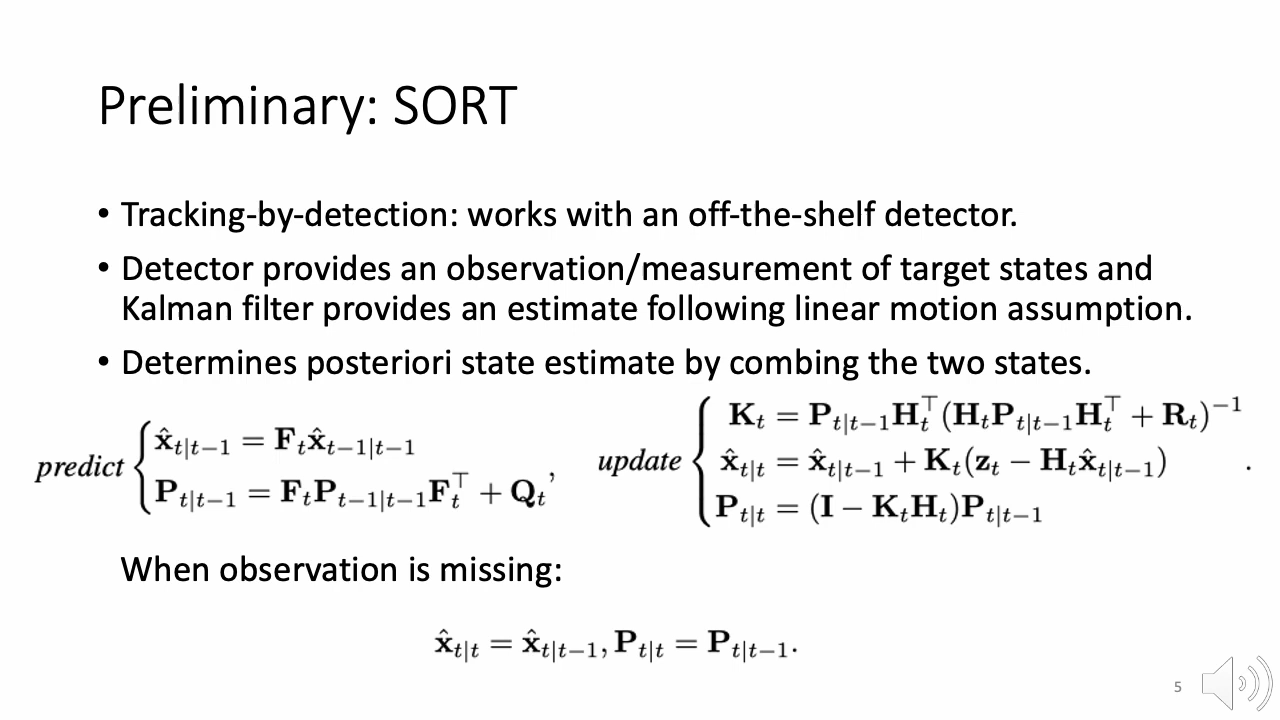 Preliminary: SORT
• Tracking-by-detection: works with an off-the-shelf detector.
• Detector provides an observation/measurement of target states and
Kalman filter provides an estimate following linear motion assumption.
• Determines posteriori state estimate by combing the two states.
predict { x̂_{t|t−1} = F_t x̂_{t−1|t−1}
P_{t|t−1} = F_t P_{t−1|t−1} F_t^⊤ + Q_t ,
update { K_t = P_{t|t−1} H_t^⊤ (H_t P_{t|t−1} H_t^⊤ + R_t)^{−1}
x̂_{t|t} = x̂_{t|t−1} + K_t (z_t − H_t x̂_{t|t−1})
P_{t|t} = (I − K_t H_t) P_{t|t−1} .
When observation is missing:
x̂_{t|t} = x̂_{t|t−1}, P_{t|t} = P_{t|t−1}.
5